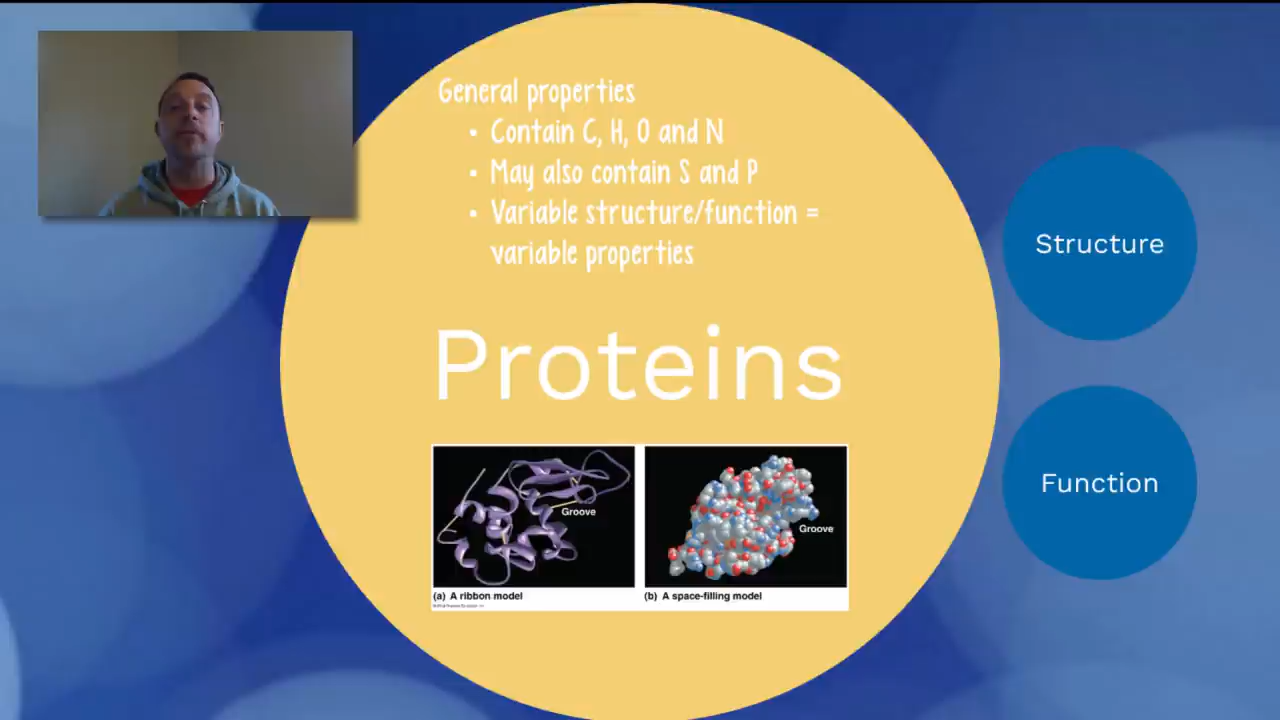 General properties
• Contain C, H, O and N
• May also contain S and P
• Variable structure/function =
variable properties
Proteins
Groove
Groove
(a) A ribbon model
(b) A space-filling model
Structure
Function